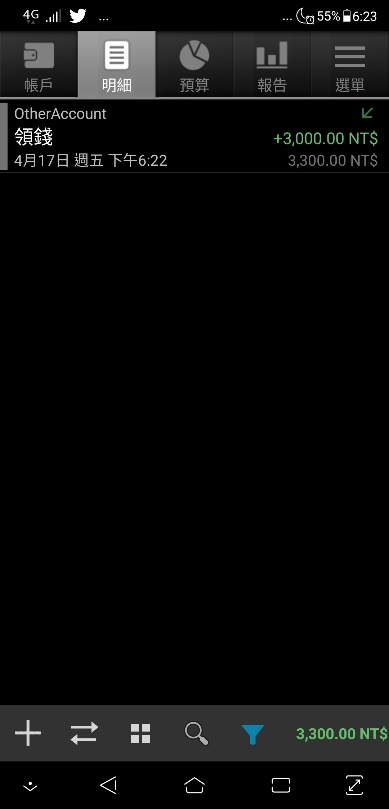 4G ... ... 55% 6:23
帳戶 明細 預算 報告 選單
OtherAccount
領錢 +3,000.00 NT$
4月17日 週五 下午6:22 3,300.00 NT$
3,300.00 NT$